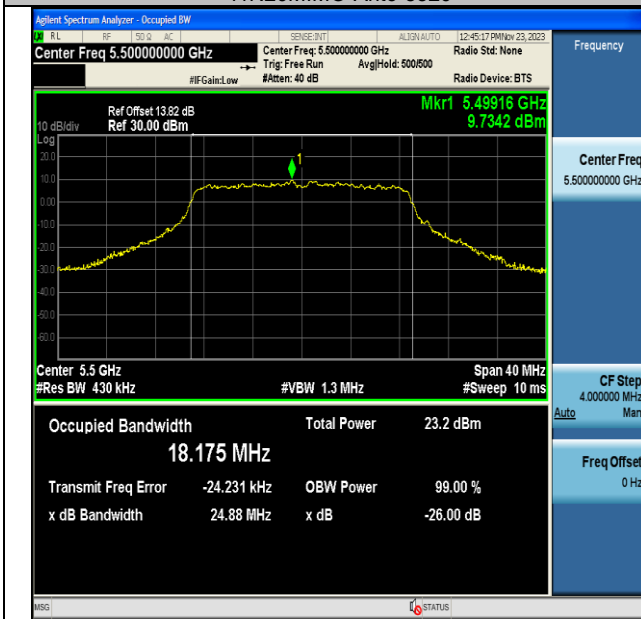 Agilent Spectrum Analyzer - Occupied BW
RL RF 50 Ω AC SENSE:INT ALIGN AUTO 12:45:17 PM Nov 23, 2023
Center Freq 5.500000000 GHz Center Freq: 5.500000000 GHz Radio Std: None
Trig: Free Run Avg|Hold: 500/500
#IFGain:Low #Atten: 40 dB Radio Device: BTS
Frequency
Ref Offset 13.82 dB
10 dB/div Ref 30.00 dBm
Mkr1 5.49916 GHz
9.7342 dBm
Log
20.0
10.0
0.00
-10.0
-20.0
-30.0
-40.0
-50.0
-60.0
1
Center 5.5 GHz Span 40 MHz
#Res BW 430 kHz #VBW 1.3 MHz #Sweep 10 ms
Center Freq
5.500000000 GHz
CF Step
4.000000 MHz
Auto Man
Freq Offset
0 Hz
Occupied Bandwidth Total Power 23.2 dBm
18.175 MHz
Transmit Freq Error -24.231 kHz OBW Power 99.00 %
x dB Bandwidth 24.88 MHz x dB -26.00 dB
MSG STATUS